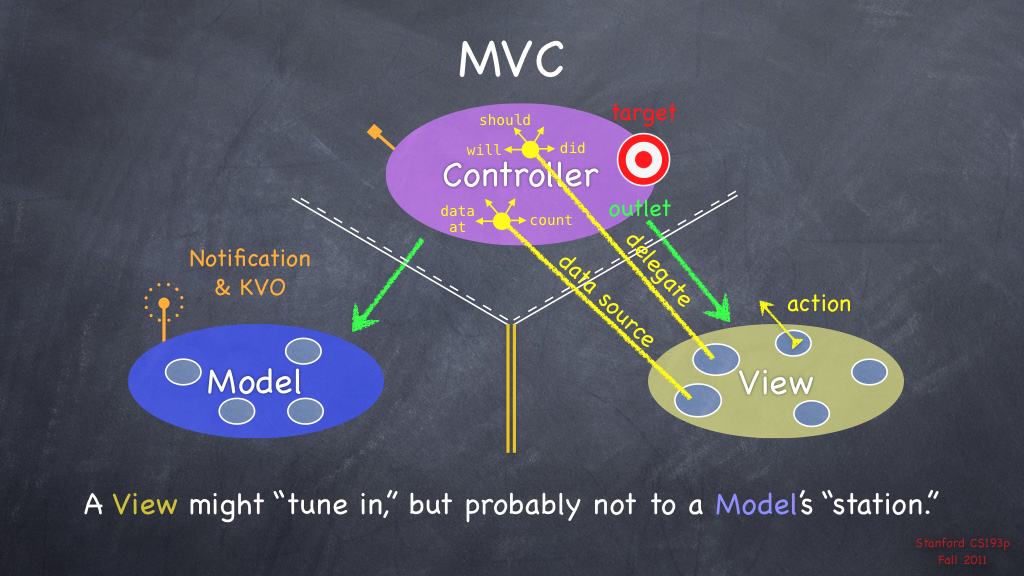 MVC
target
should
will
did
Controller
data
at
count
outlet
delegate
data source
Notification
& KVO
action
Model
View
A View might “tune in,” but probably not to a Model’s “station.”
Stanford CS193p
Fall 2011